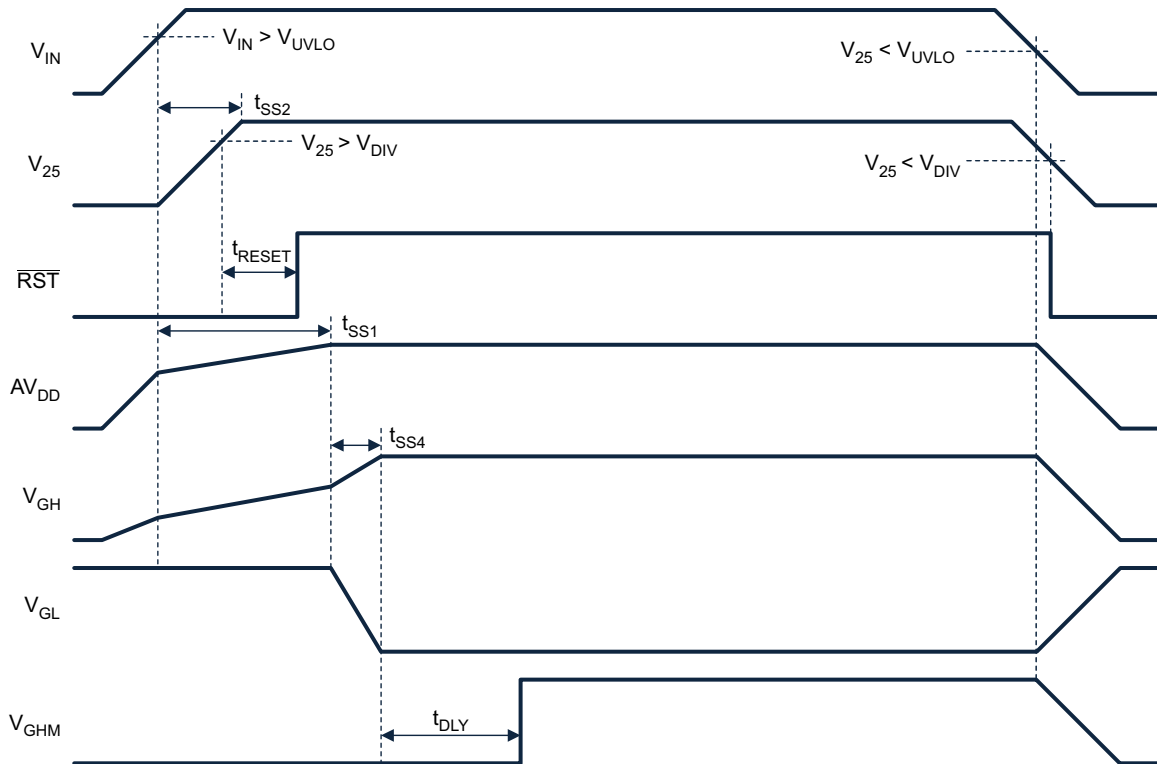 V_IN
V_IN > V_UVLO
V_25 < V_UVLO
t_SS2
V_25
V_25 > V_DIV
V_25 < V_DIV
t_RESET
RST
t_SS1
AV_DD
t_SS4
V_GH
V_GL
t_DLY
V_GHM